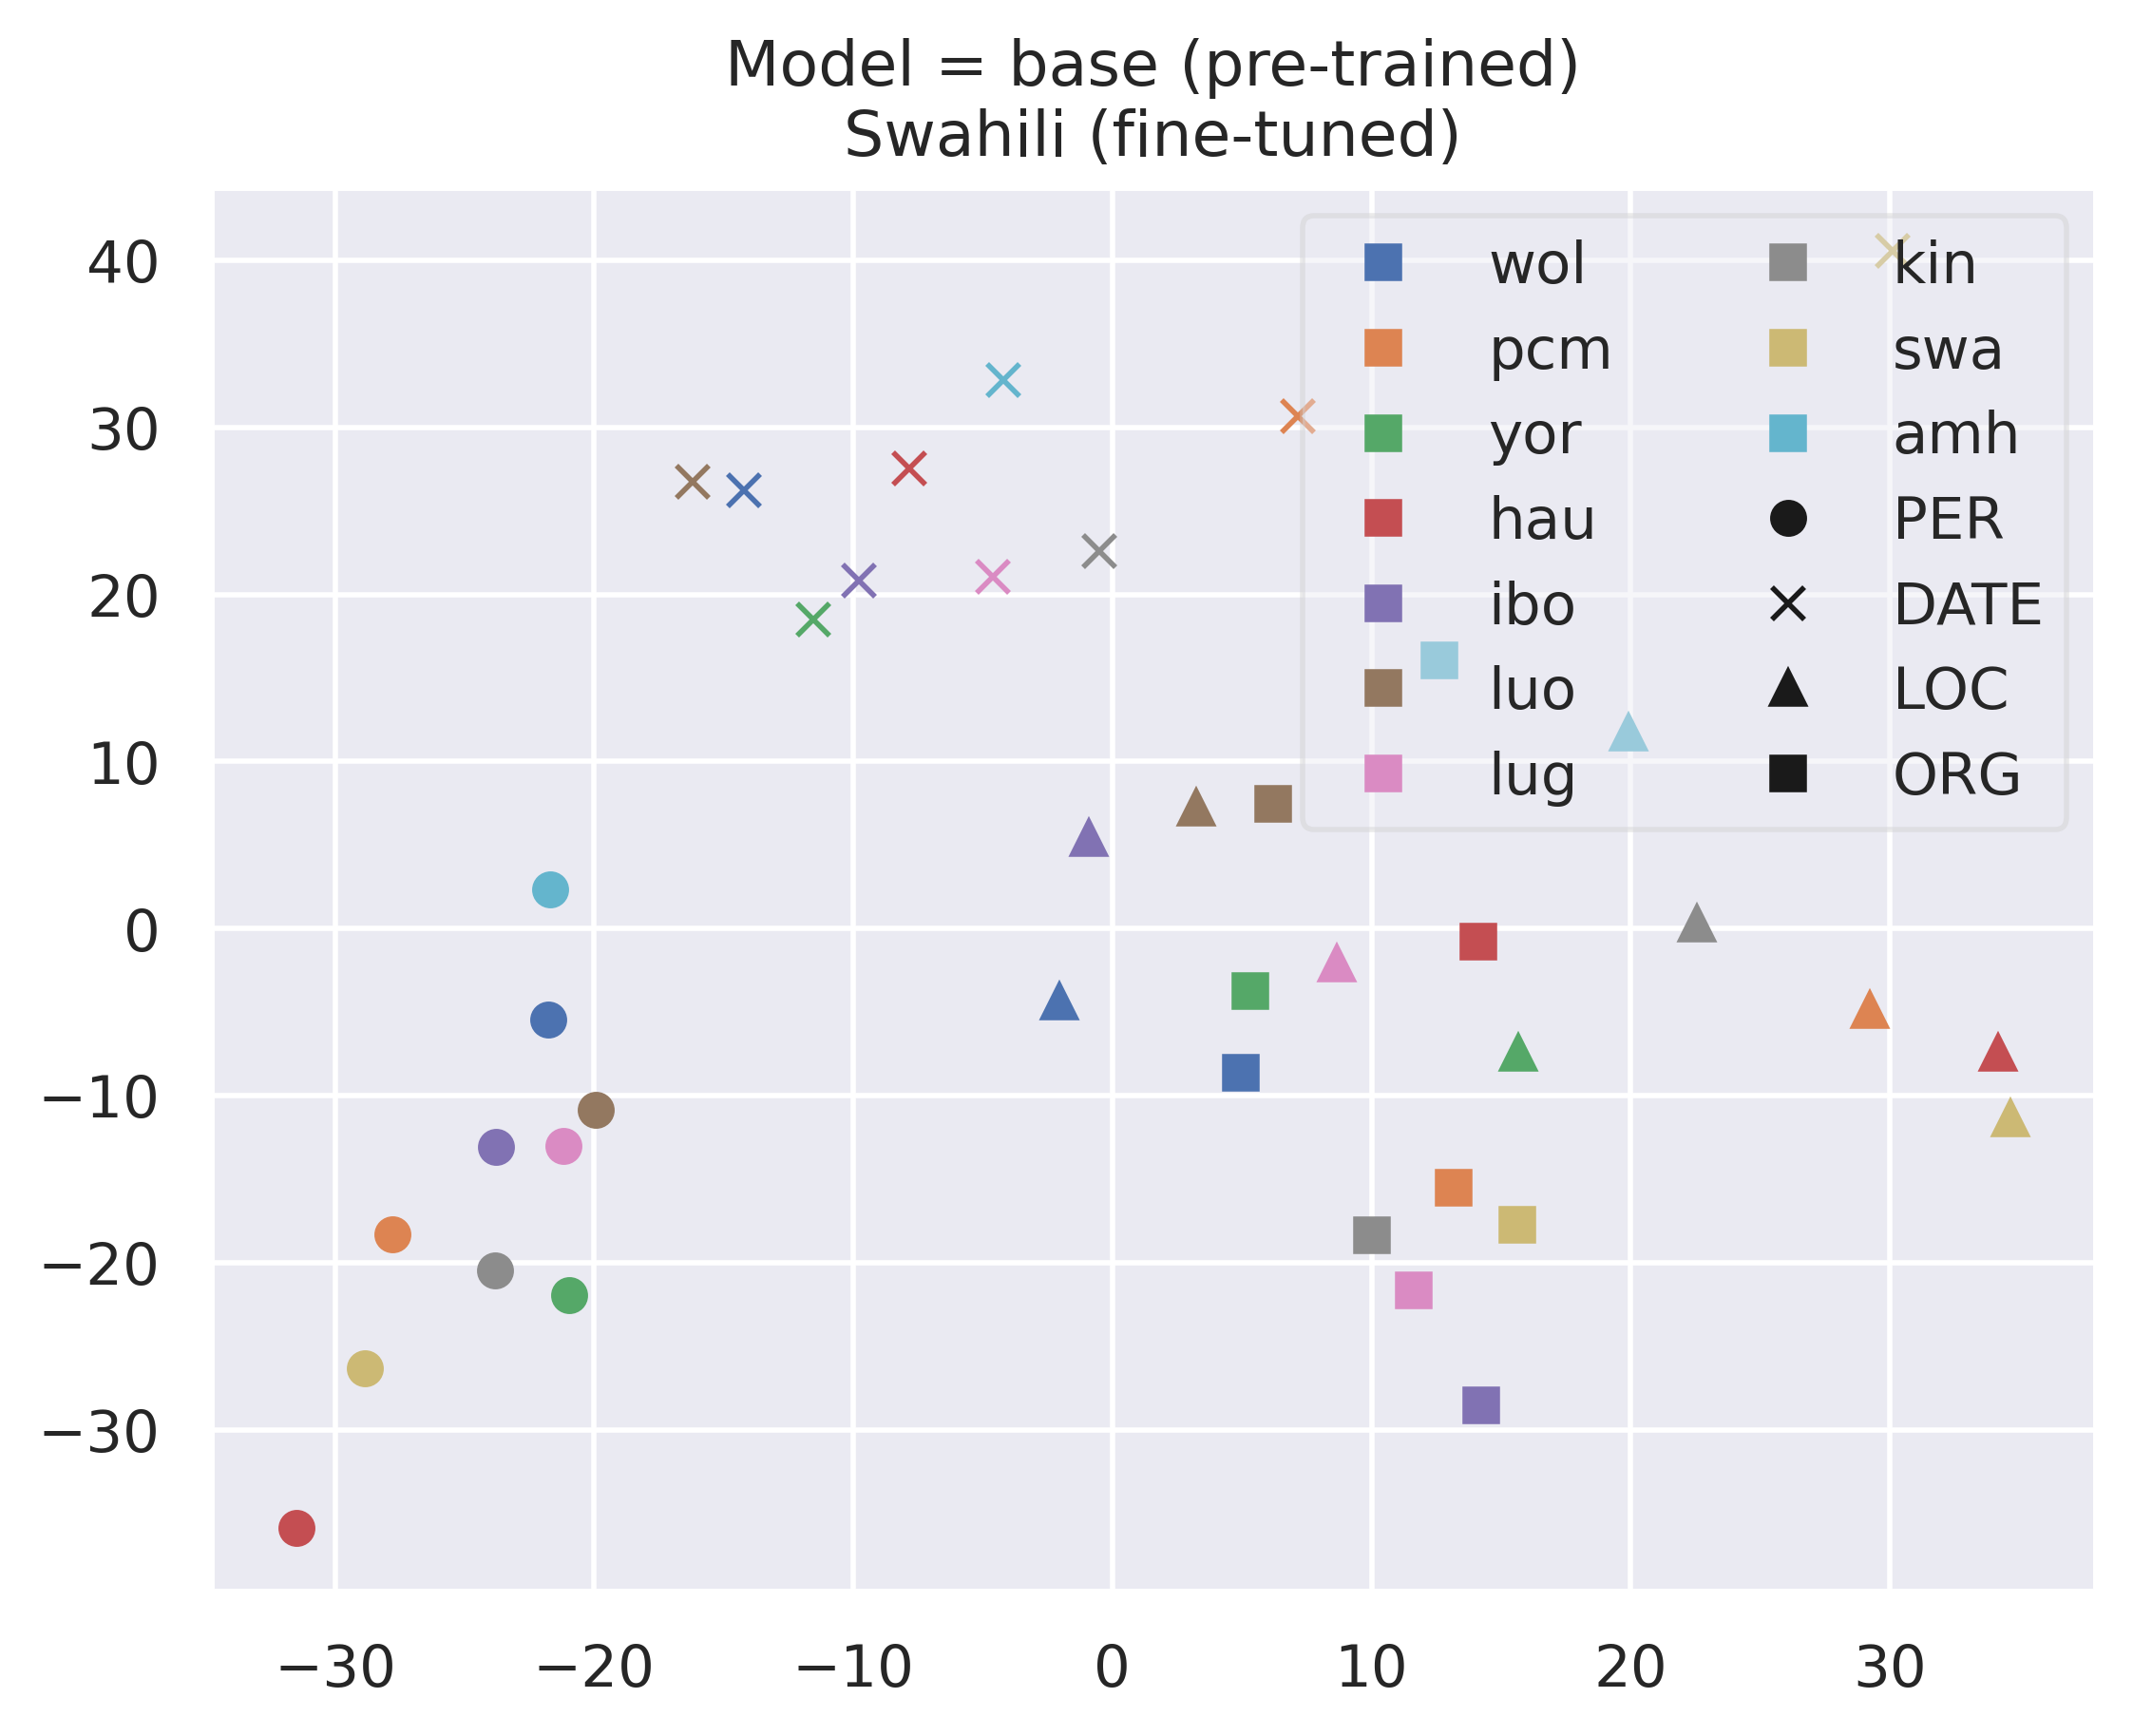 Model = base (pre-trained)
Swahili (fine-tuned)
40
30
20
10
0
−10
−20
−30
wol
pcm
yor
hau
ibo
luo
lug
kin
swa
amh
PER
DATE
LOC
ORG
−30 −20 −10 0 10 20 30